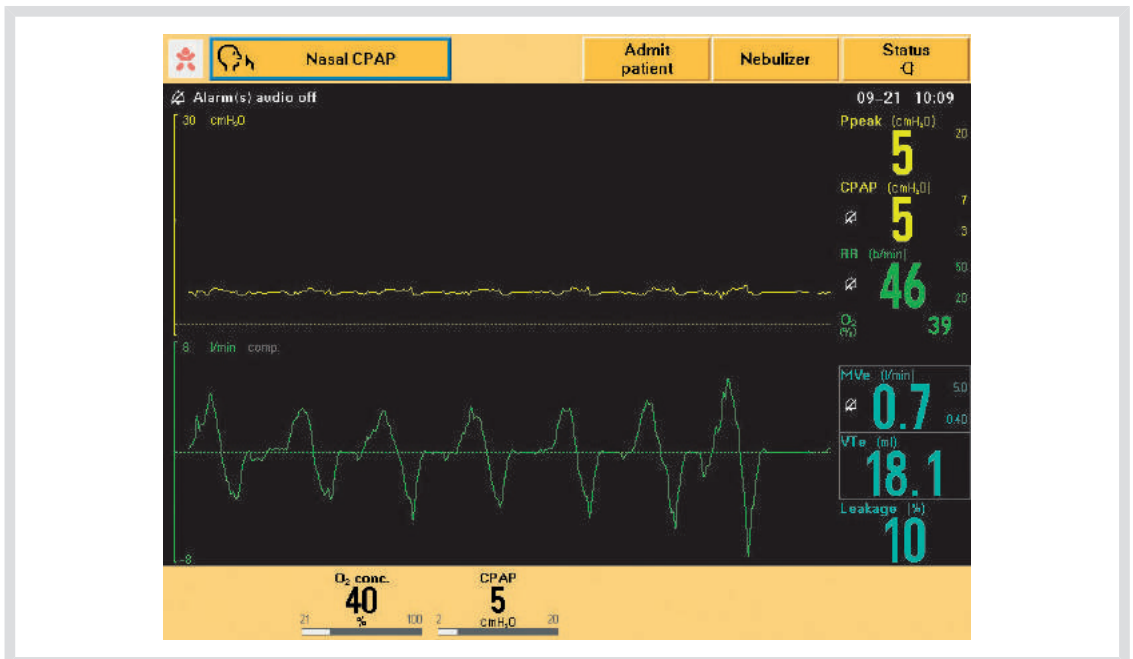 Nasal CPAP
Admit
patient
Nebulizer
Status
Alarm(s) audio off
09-21 10:09
30 cmH₂O
Ppeak (cmH₂O)
20
5
CPAP (cmH₂O)
7
5
3
RR (b/min)
50
46
20
O₂
(%)
39
8 l/min comp.
MVe (l/min)
5.0
0.7
0.40
VTe (ml)
18.1
Leakage (%)
10
-8
O₂ conc.
40
21 % 100
CPAP
5
2 cmH₂O 20